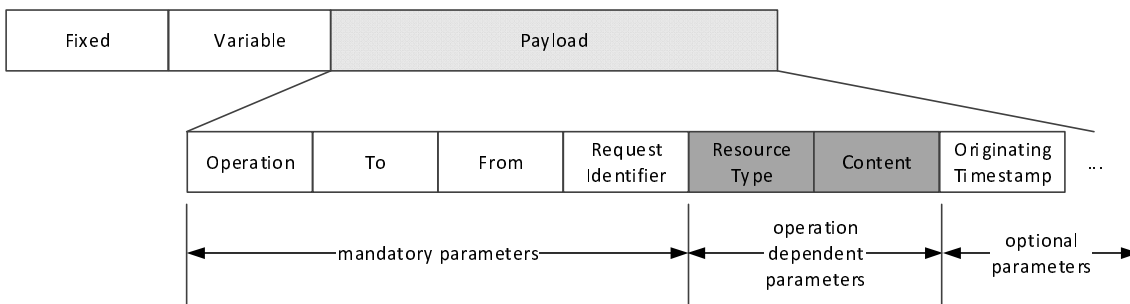 Fixed
Variable
Payload
Operation
To
From
Request
Identifier
Resource
Type
Content
Originating
Timestamp
...
mandatory parameters
operation
dependent
parameters
optional
parameters